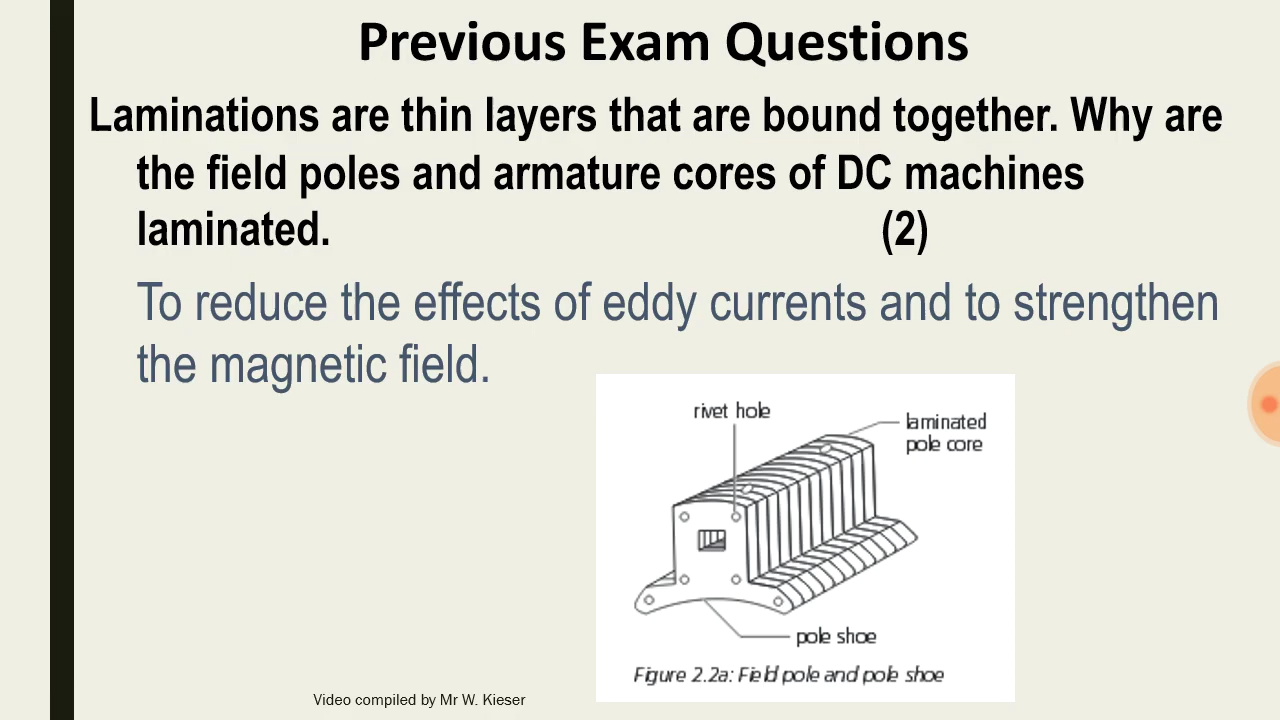 Previous Exam Questions
Laminations are thin layers that are bound together. Why are
the field poles and armature cores of DC machines
laminated. (2)
To reduce the effects of eddy currents and to strengthen
the magnetic field.
rivet hole
laminated
pole core
pole shoe
Figure 2.2a: Field pole and pole shoe
Video compiled by Mr W. Kieser